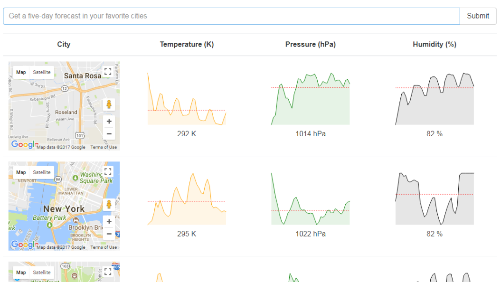 Get a five-day forecast in your favorite cities
Submit
City
Temperature (K)
Pressure (hPa)
Humidity (%)
Map
Satellite
Santa Rosa
Roseland
Google
Map data ©2017 Google
Terms of Use
292 K
1014 hPa
82 %
Map
Satellite
Washington
Square Park
New York
Battery Park
Brooklyn Bridge
BROOKLYN
HEIGHTS
Google
Map data ©2017 Google
Terms of Use
295 K
1022 hPa
82 %
Map
Satellite